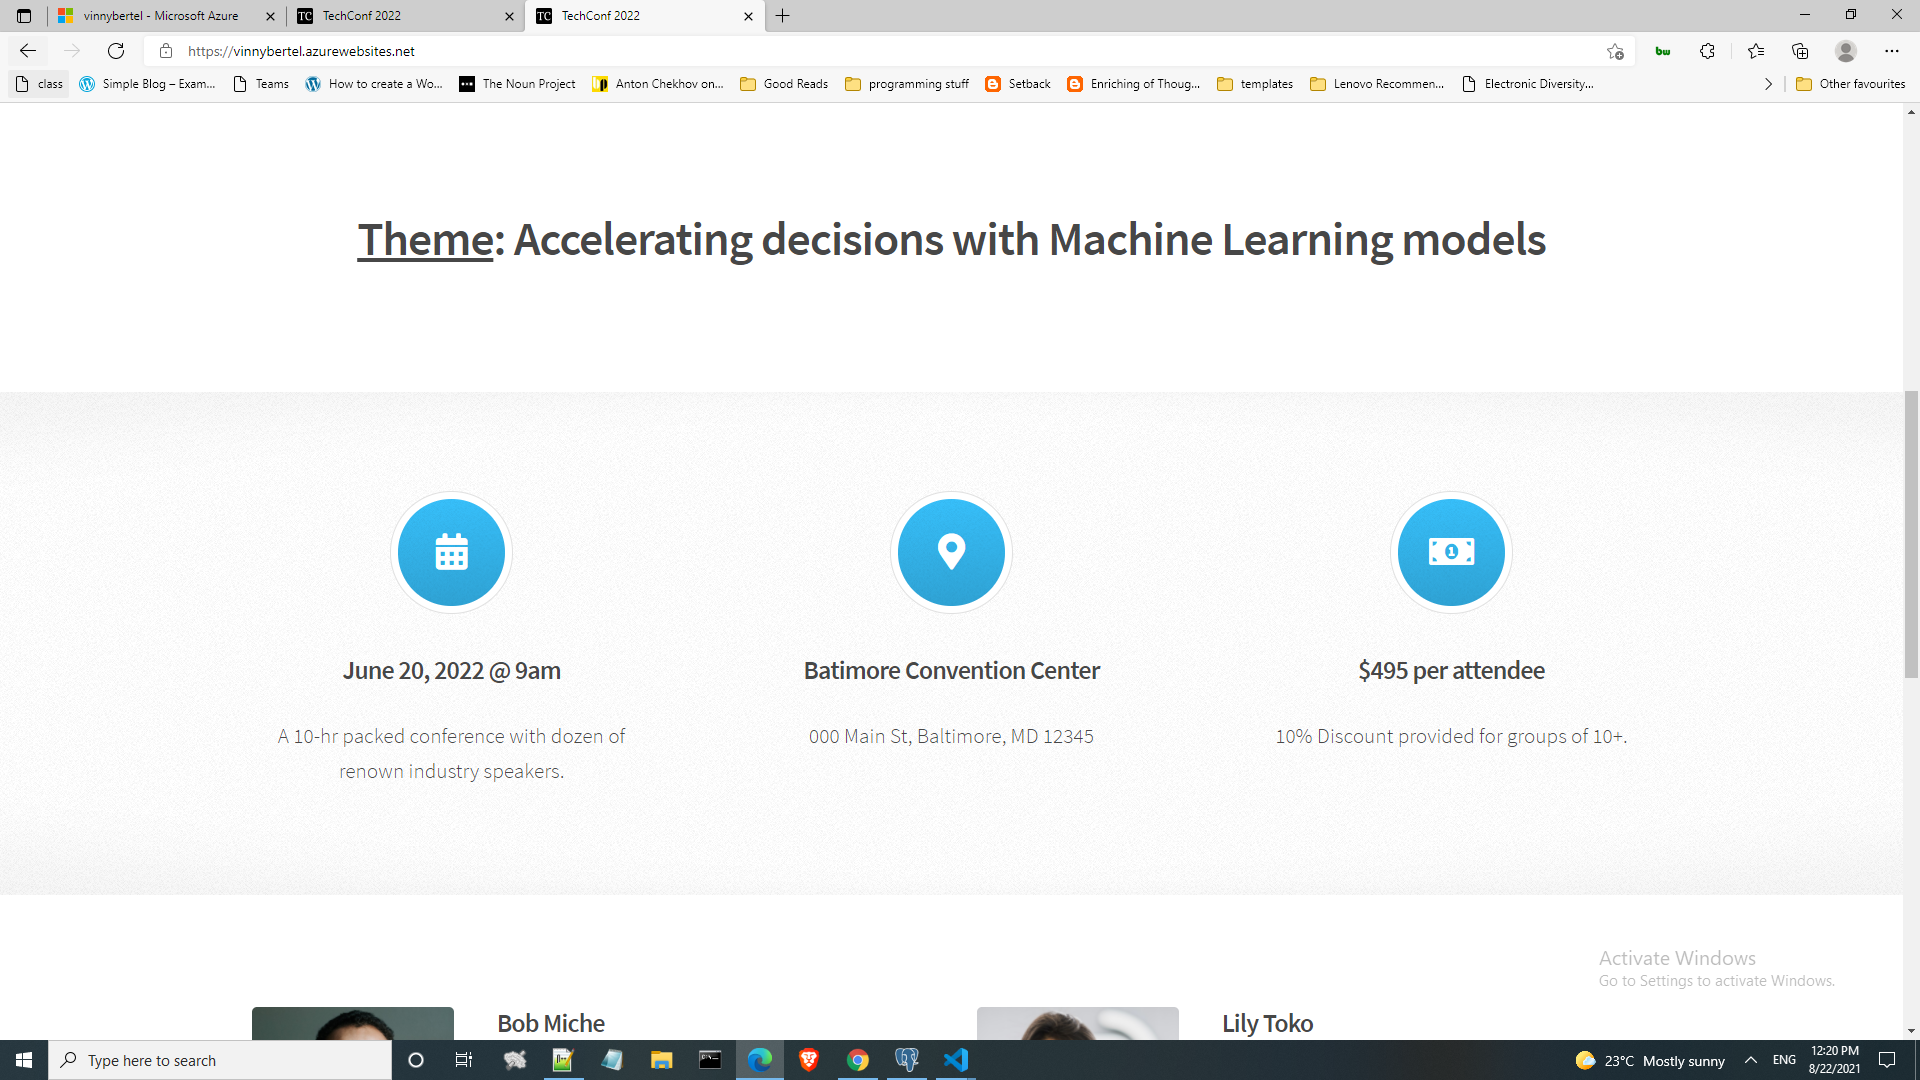 vinnybertel - Microsoft Azure
TechConf 2022
TechConf 2022
https://vinnybertel.azurewebsites.net
class
Simple Blog – Exam...
Teams
How to create a Wo...
The Noun Project
Anton Chekhov on...
Good Reads
programming stuff
Setback
Enriching of Thoug...
templates
Lenovo Recommen...
Electronic Diversity...
Other favourites
Theme: Accelerating decisions with Machine Learning models
June 20, 2022 @ 9am
A 10-hr packed conference with dozen of
renown industry speakers.
Batimore Convention Center
000 Main St, Baltimore, MD 12345
$495 per attendee
10% Discount provided for groups of 10+.
Activate Windows
Go to Settings to activate Windows.
Bob Miche
Lily Toko
Type here to search
23°C Mostly sunny
ENG
12:20 PM
8/22/2021